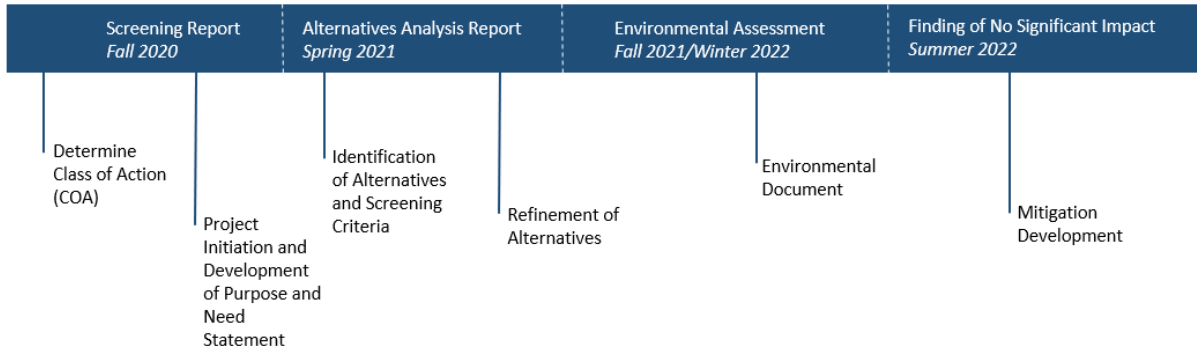 Screening Report
Fall 2020
Alternatives Analysis Report
Spring 2021
Environmental Assessment
Fall 2021/Winter 2022
Finding of No Significant Impact
Summer 2022
Determine
Class of Action
(COA)
Project
Initiation and
Development
of Purpose and
Need
Statement
Identification
of Alternatives
and Screening
Criteria
Refinement of
Alternatives
Environmental
Document
Mitigation
Development